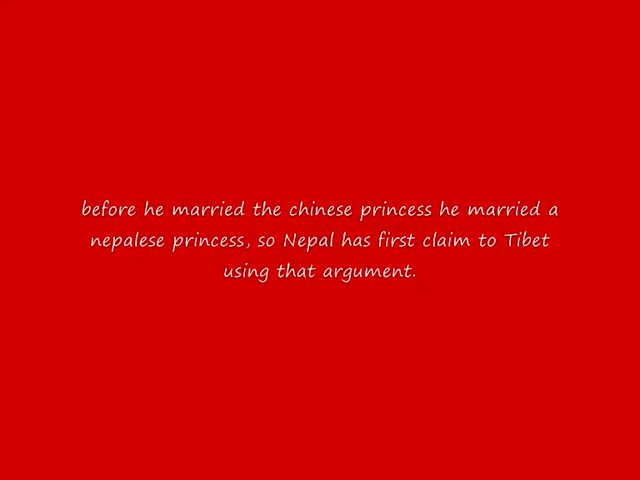 before he married the chinese princess he married a
nepalese princess, so Nepal has first claim to Tibet
using that argument.